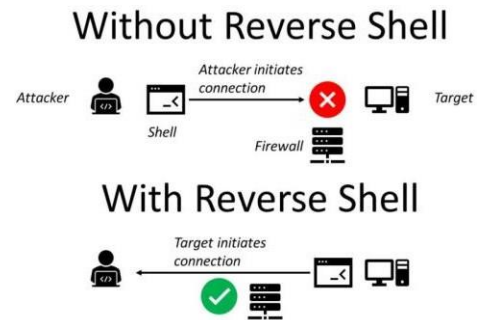 Without Reverse Shell
Attacker initiates
connection
Attacker
Target
Shell
Firewall
With Reverse Shell
Target initiates
connection